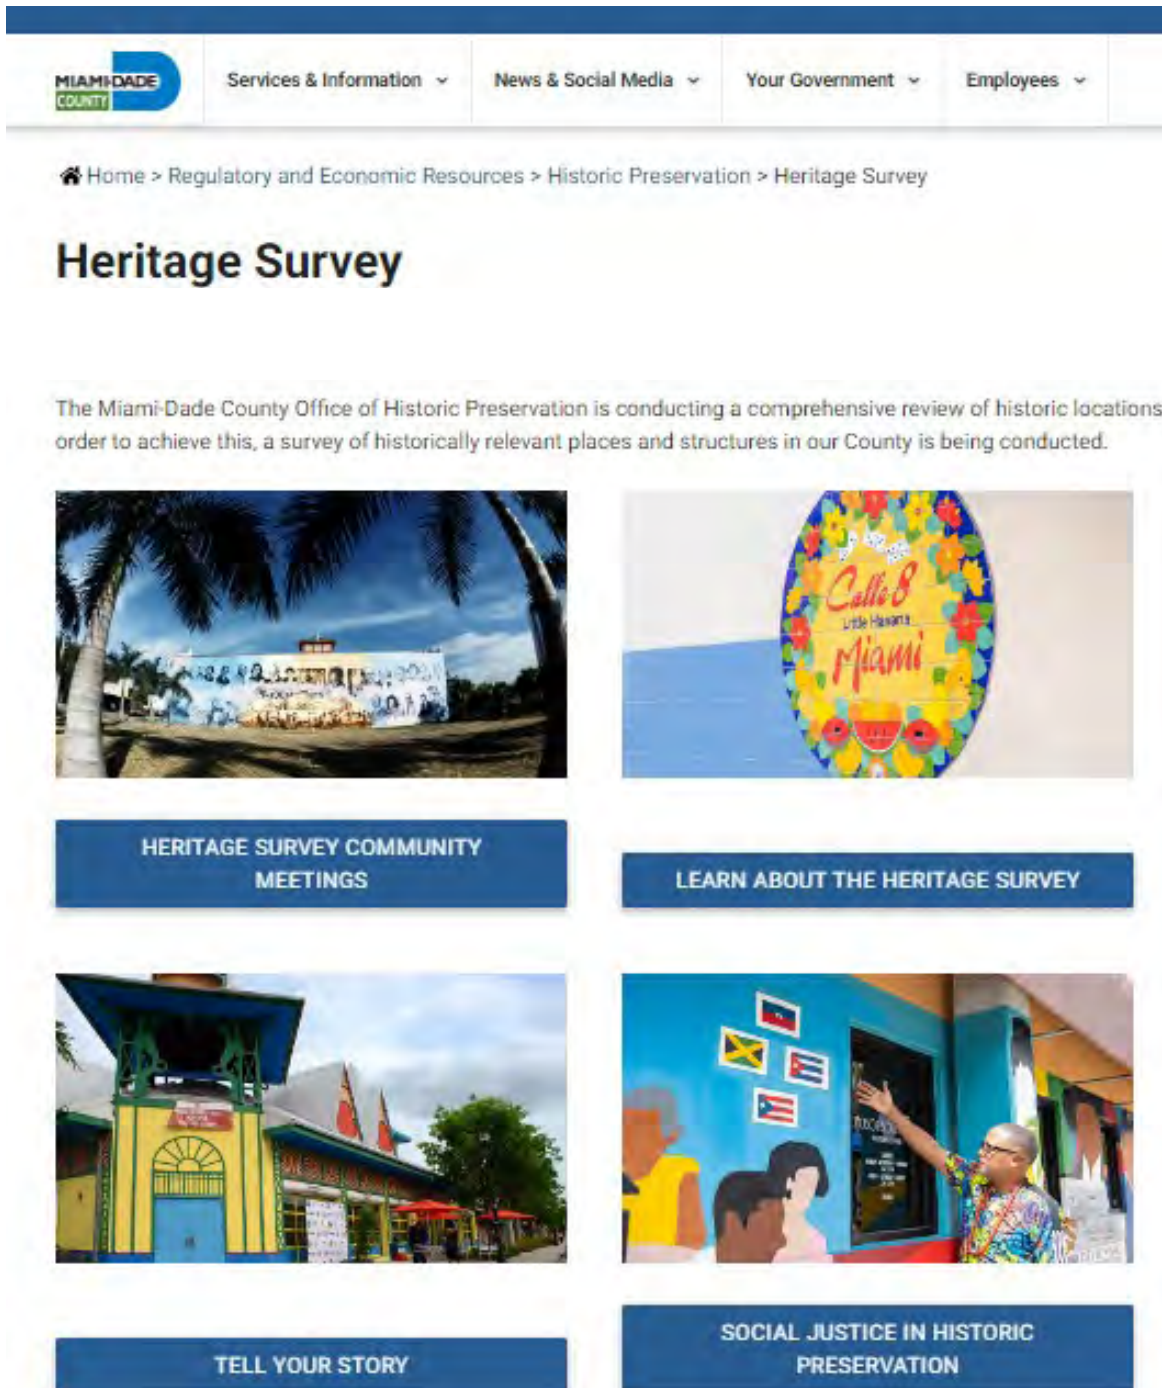 MIAMI-DADE
COUNTY
Services & Information
News & Social Media
Your Government
Employees
Home > Regulatory and Economic Resources > Historic Preservation > Heritage Survey
Heritage Survey
The Miami-Dade County Office of Historic Preservation is conducting a comprehensive review of historic locations
order to achieve this, a survey of historically relevant places and structures in our County is being conducted.
Calle 8
Little Havana
Miami
HERITAGE SURVEY COMMUNITY
MEETINGS
LEARN ABOUT THE HERITAGE SURVEY
TELL YOUR STORY
SOCIAL JUSTICE IN HISTORIC
PRESERVATION